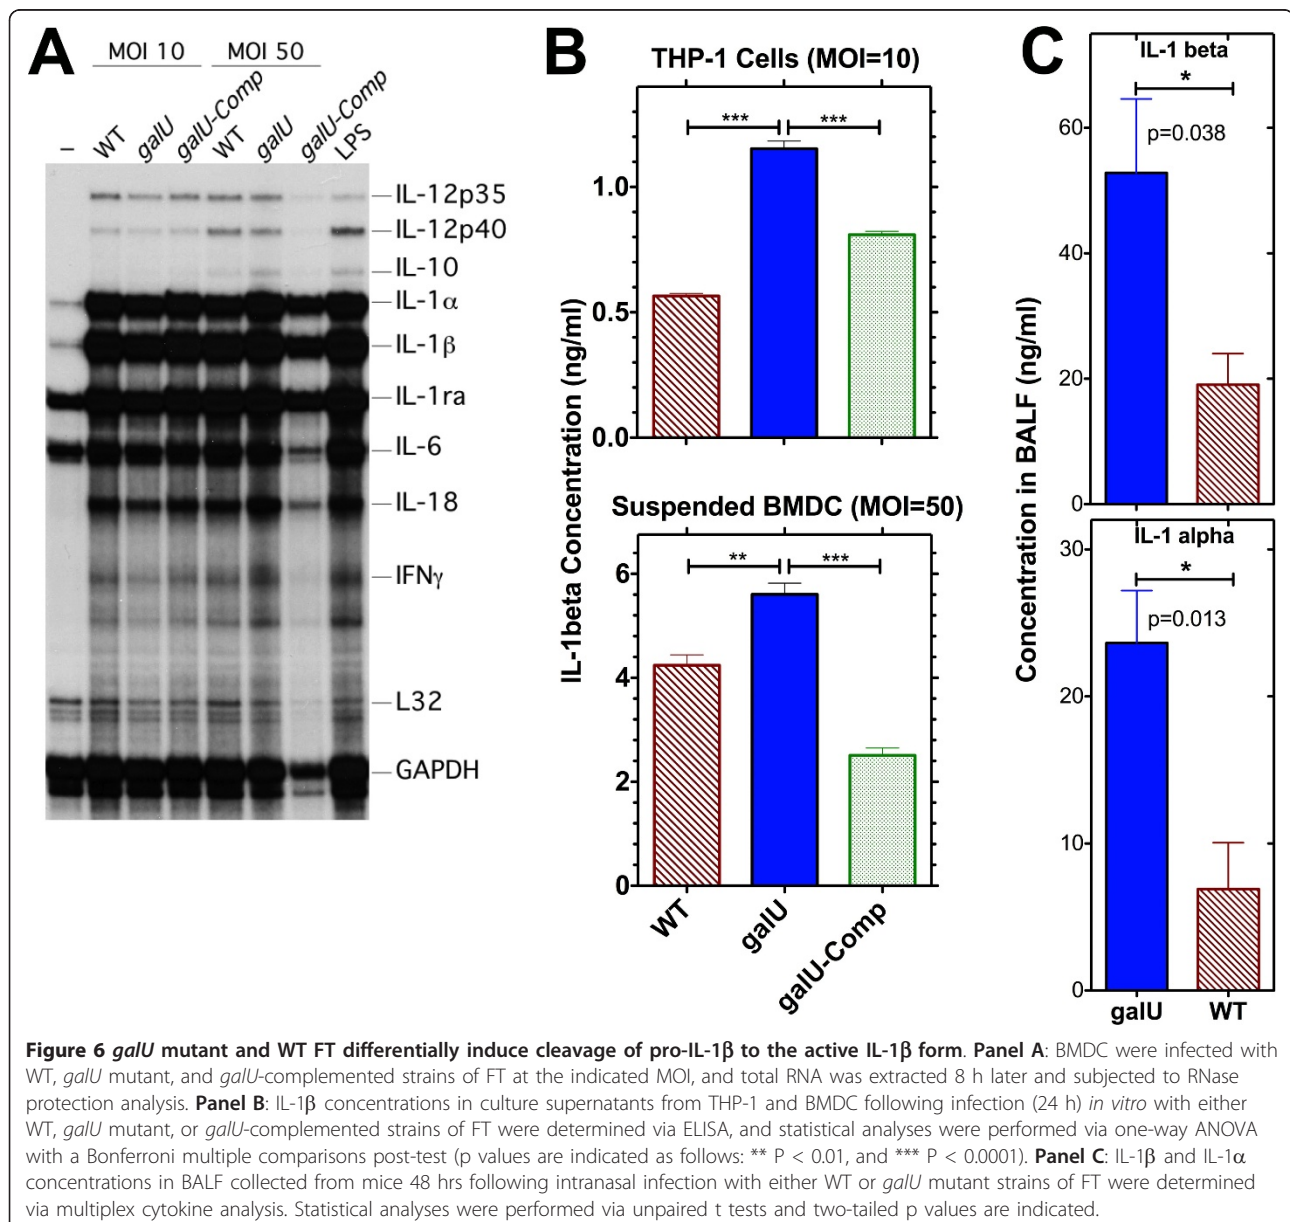 A
MOI 10 MOI 50
– WT galU galU-Comp WT galU galU-Comp LPS
IL-12p35
IL-12p40
IL-10
IL-1α
IL-1β
IL-1ra
IL-6
IL-18
IFNγ
L32
GAPDH
B
THP-1 Cells (MOI=10)
*** ***
1.0
0.5
0.0
IL-1beta Concentration (ng/ml)
Suspended BMDC (MOI=50)
** ***
6
4
2
0
WT galU galU-Comp
C
IL-1 beta
*
p=0.038
60
40
20
0
Concentration in BALF (ng/ml)
IL-1 alpha
*
p=0.013
30
20
10
0
galU WT
Figure 6 galU mutant and WT FT differentially induce cleavage of pro-IL-1β to the active IL-1β form. Panel A: BMDC were infected with
WT, galU mutant, and galU-complemented strains of FT at the indicated MOI, and total RNA was extracted 8 h later and subjected to RNase
protection analysis. Panel B: IL-1β concentrations in culture supernatants from THP-1 and BMDC following infection (24 h) in vitro with either
WT, galU mutant, or galU-complemented strains of FT were determined via ELISA, and statistical analyses were performed via one-way ANOVA
with a Bonferroni multiple comparisons post-test (p values are indicated as follows: ** P < 0.01, and *** P < 0.0001). Panel C: IL-1β and IL-1α
concentrations in BALF collected from mice 48 hrs following intranasal infection with either WT or galU mutant strains of FT were determined
via multiplex cytokine analysis. Statistical analyses were performed via unpaired t tests and two-tailed p values are indicated.